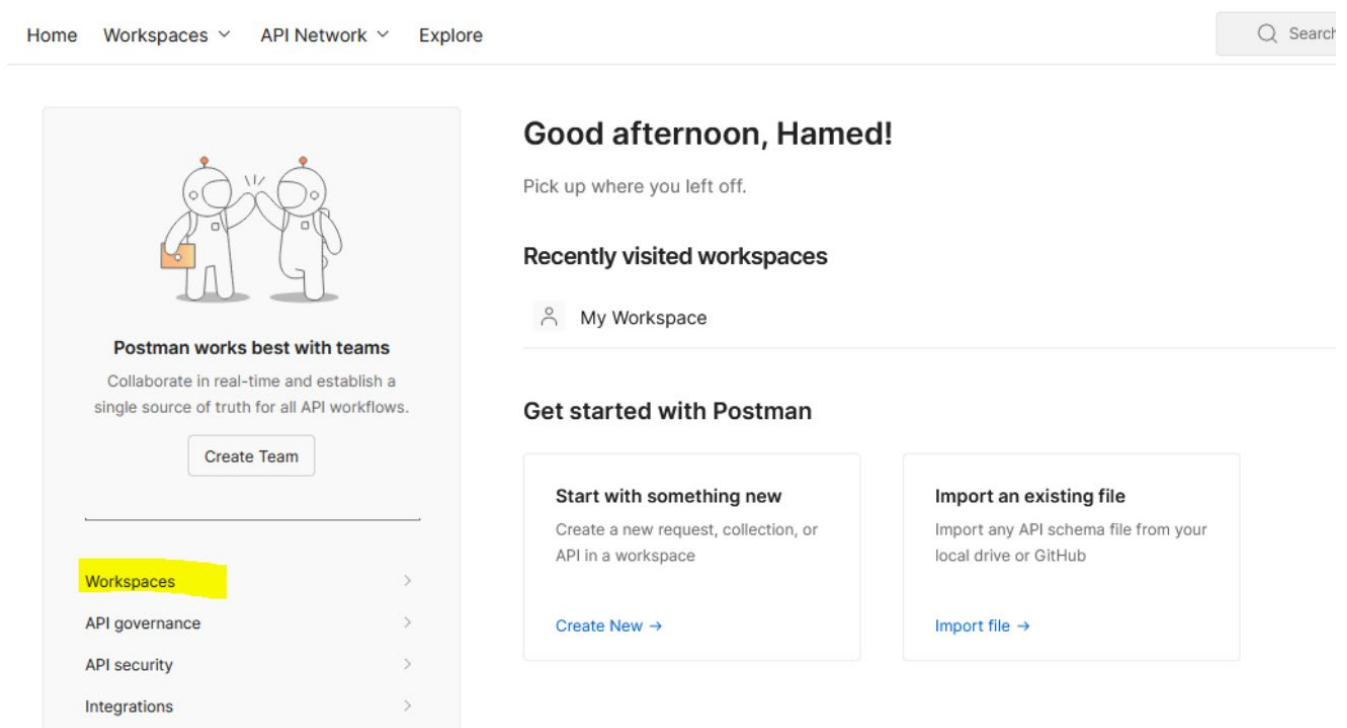 Home Workspaces API Network Explore
Search
Postman works best with teams
Collaborate in real-time and establish a
single source of truth for all API workflows.
Create Team
Workspaces
API governance
API security
Integrations
Good afternoon, Hamed!
Pick up where you left off.
Recently visited workspaces
My Workspace
Get started with Postman
Start with something new
Create a new request, collection, or
API in a workspace
Create New →
Import an existing file
Import any API schema file from your
local drive or GitHub
Import file →